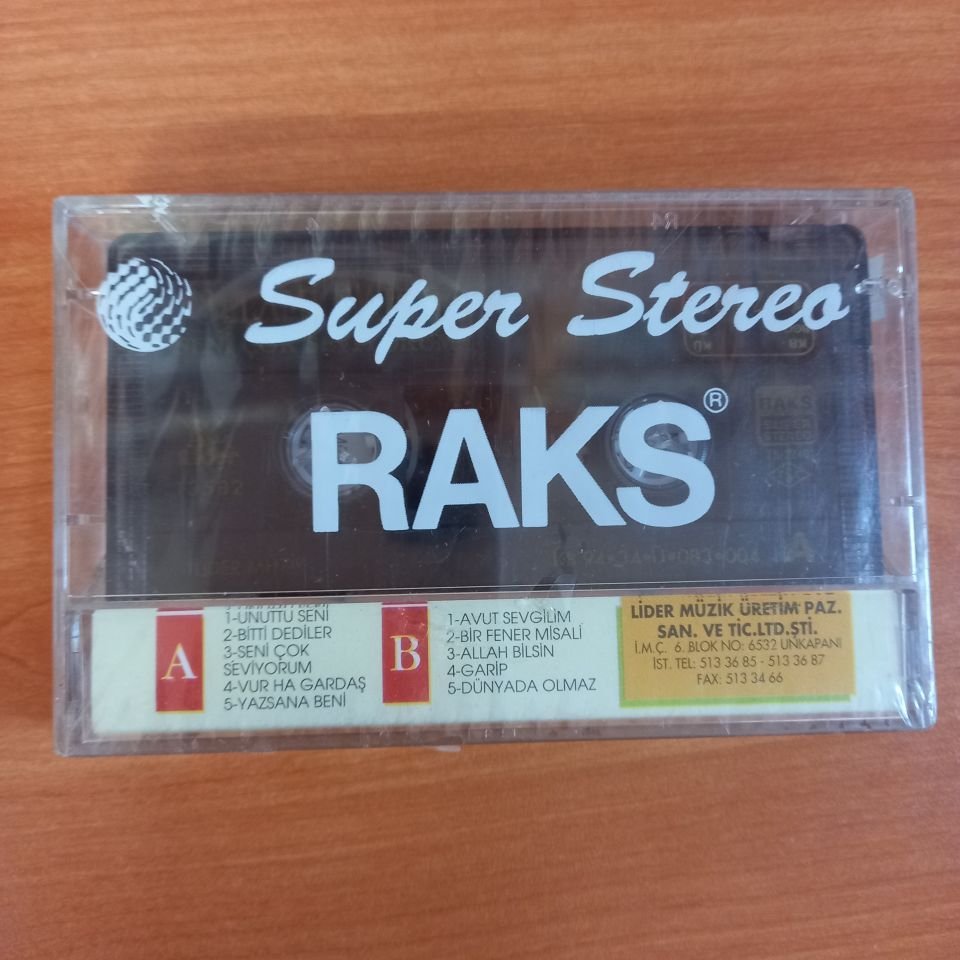 Super Stereo
RAKS®
RAKS
A
A
1-UNUTTU SENİ
2-BİTTİ DEDİLER
3-SENİ ÇOK
SEVİYORUM
4-VUR HA GARDAŞ
5-YAZSANA BENİ
B
1-AVUT SEVGİLİM
2-BİR FENER MİSALİ
3-ALLAH BİLSİN
4-GARİP
5-DÜNYADA OLMAZ
LİDER MÜZİK ÜRETİM PAZ.
SAN. VE TİC.LTD.ŞTİ.
İ.M.Ç. 6. BLOK NO: 6532 UNKAPANI
İST. TEL: 513 36 85 - 513 36 87
FAX: 513 34 66